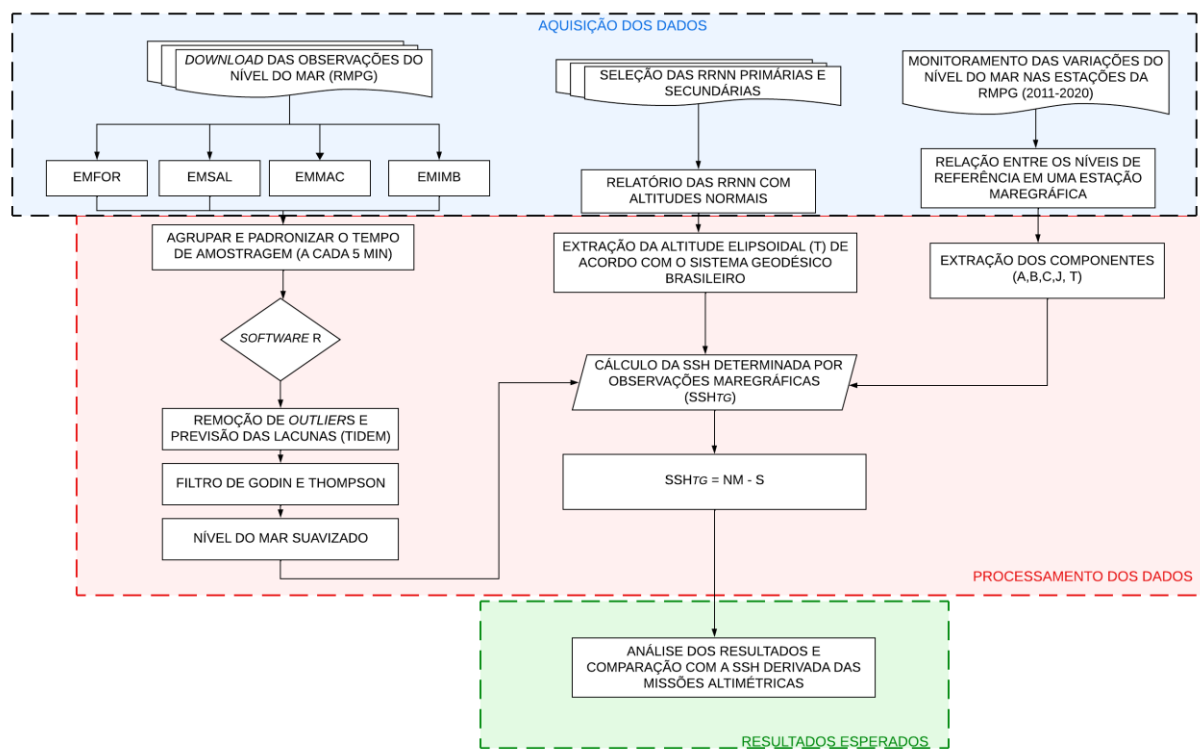 AQUISIÇÃO DOS DADOS
DOWNLOAD DAS OBSERVAÇÕES DO
NÍVEL DO MAR (RMPG)
SELEÇÃO DAS RRNN PRIMÁRIAS E
SECUNDÁRIAS
MONITORAMENTO DAS VARIAÇÕES DO
NÍVEL DO MAR NAS ESTAÇÕES DA
RMPG (2011-2020)
EMFOR
EMSAL
EMMAC
EMIMB
RELATÓRIO DAS RRNN COM
ALTITUDES NORMAIS
RELAÇÃO ENTRE OS NÍVEIS DE
REFERÊNCIA EM UMA ESTAÇÃO
MAREGRÁFICA
AGRUPAR E PADRONIZAR O TEMPO
DE AMOSTRAGEM (A CADA 5 MIN)
EXTRAÇÃO DA ALTITUDE ELIPSOIDAL (T) DE
ACORDO COM O SISTEMA GEODÉSICO
BRASILEIRO
EXTRAÇÃO DOS COMPONENTES
(A,B,C,J, T)
SOFTWARE R
CÁLCULO DA SSH DETERMINADA POR
OBSERVAÇÕES MAREGRÁFICAS
(SSHTG)
REMOÇÃO DE OUTLIERS E
PREVISÃO DAS LACUNAS (TIDEM)
FILTRO DE GODIN E THOMPSON
SSHTG = NM - S
NÍVEL DO MAR SUAVIZADO
PROCESSAMENTO DOS DADOS
ANÁLISE DOS RESULTADOS E
COMPARAÇÃO COM A SSH DERIVADA DAS
MISSÕES ALTIMÉTRICAS
RESULTADOS ESPERADOS